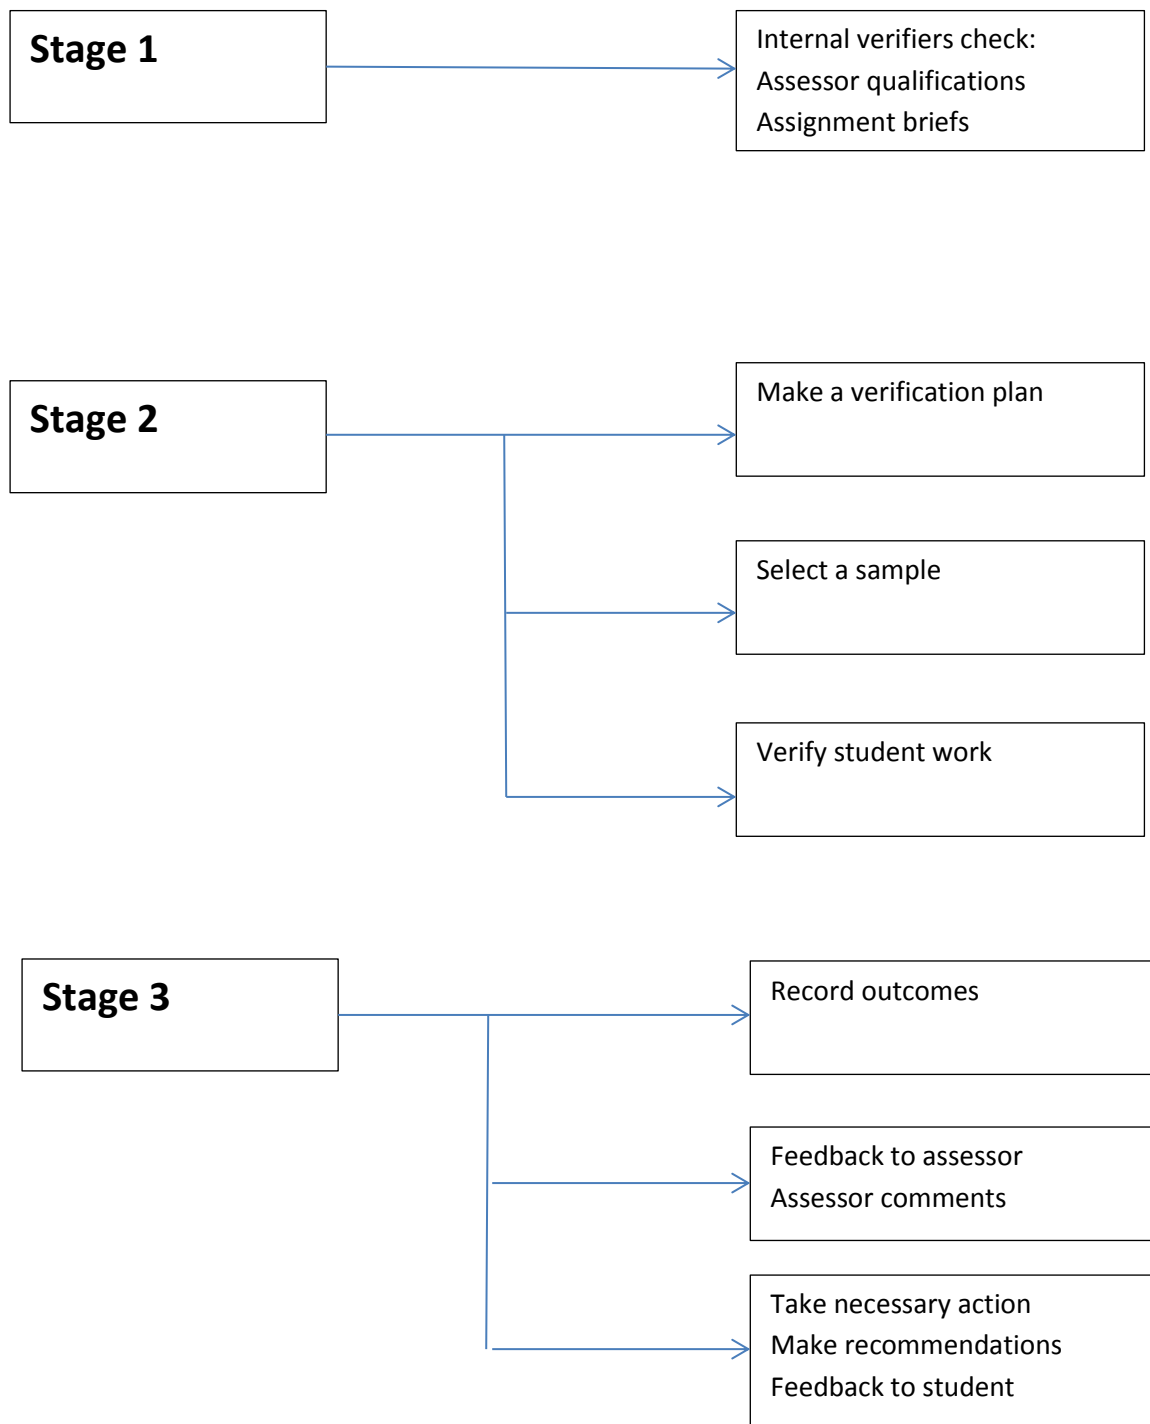 Stage 1
Internal verifiers check:
Assessor qualifications
Assignment briefs
Stage 2
Make a verification plan
Select a sample
Verify student work
Stage 3
Record outcomes
Feedback to assessor
Assessor comments
Take necessary action
Make recommendations
Feedback to student